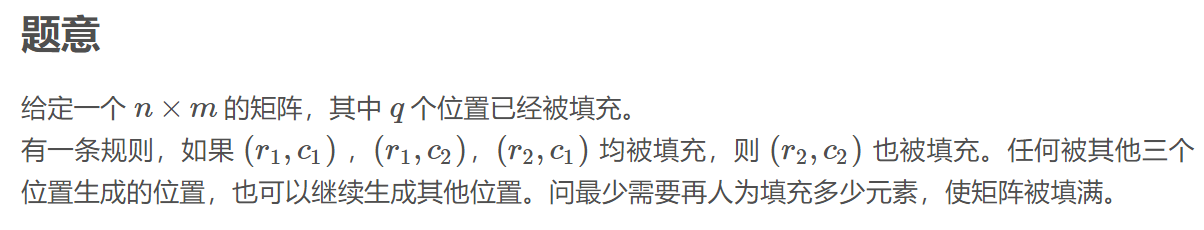 题意
给定一个 n × m 的矩阵，其中 q 个位置已经被填充。
有一条规则，如果 (r₁, c₁) ，(r₁, c₂)，(r₂, c₁) 均被填充，则 (r₂, c₂) 也被填充。任何被其他三个
位置生成的位置，也可以继续生成其他位置。问最少需要再人为填充多少元素，使矩阵被填满。